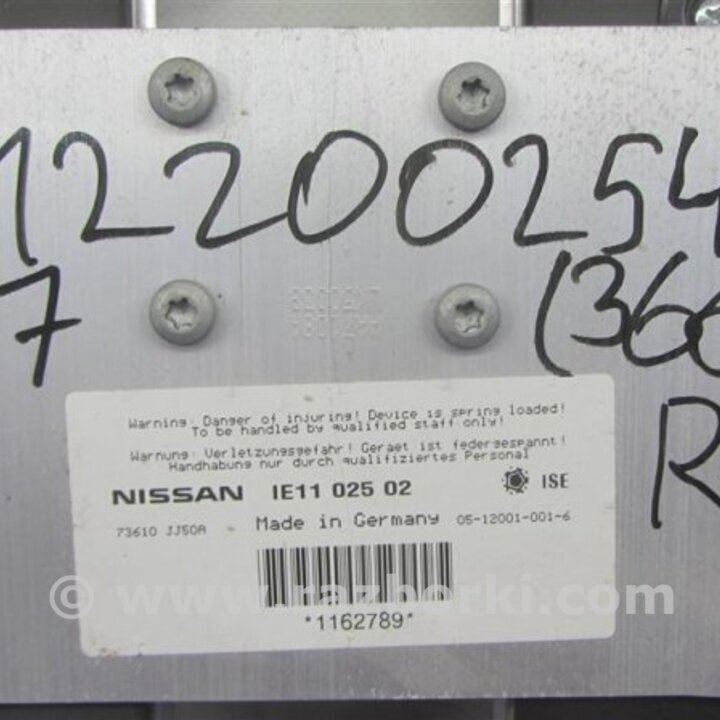 12200254
7
(366
R
Warning: Danger of injuring! Device is spring loaded!
To be handled by qualified staff only!
Warnung: Verletzungsgefahr! Geraet ist federgespannt!
Handhabung nur durch qualifiziertes Personal
NISSAN IE11 025 02 ISE
73610 JJ50A - Made in Germany 05-12001-001-6
*1162789*
© www.razborki.com